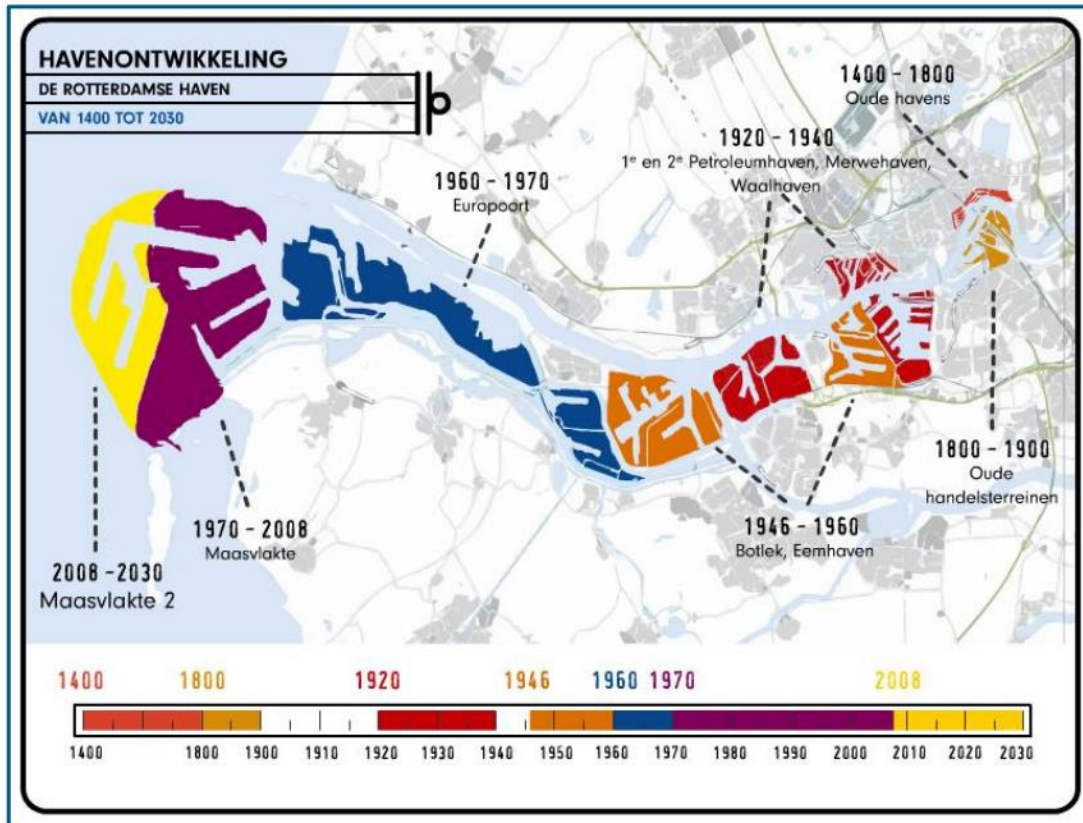 HAVENONTWIKKELING
DE ROTTERDAMSE HAVEN
VAN 1400 TOT 2030
1400 - 1800
Oude havens
1920 - 1940
1e en 2e Petroleumhaven, Merwehaven,
Waalhaven
1960 - 1970
Europoort
1800 - 1900
Oude
handelsterreinen
1970 - 2008
Maasvlakte
1946 - 1960
Botlek, Eemhaven
2008 -2030
Maasvlakte 2
1400 1800 1920 1946 1960 1970 2008
1400 1800 1900 1910 1920 1930 1940 1950 1960 1970 1980 1990 2000 2010 2020 2030